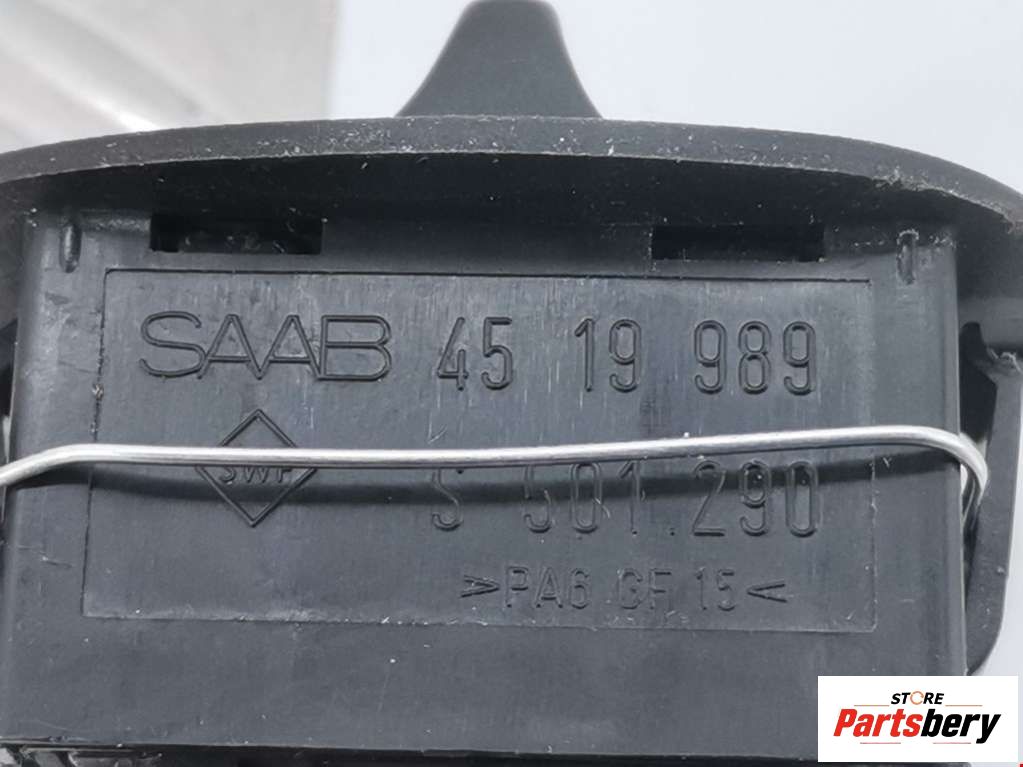 SAAB 45 19 989
SWF S 501.290
>PA6 GF 15<
STORE
Partsbery